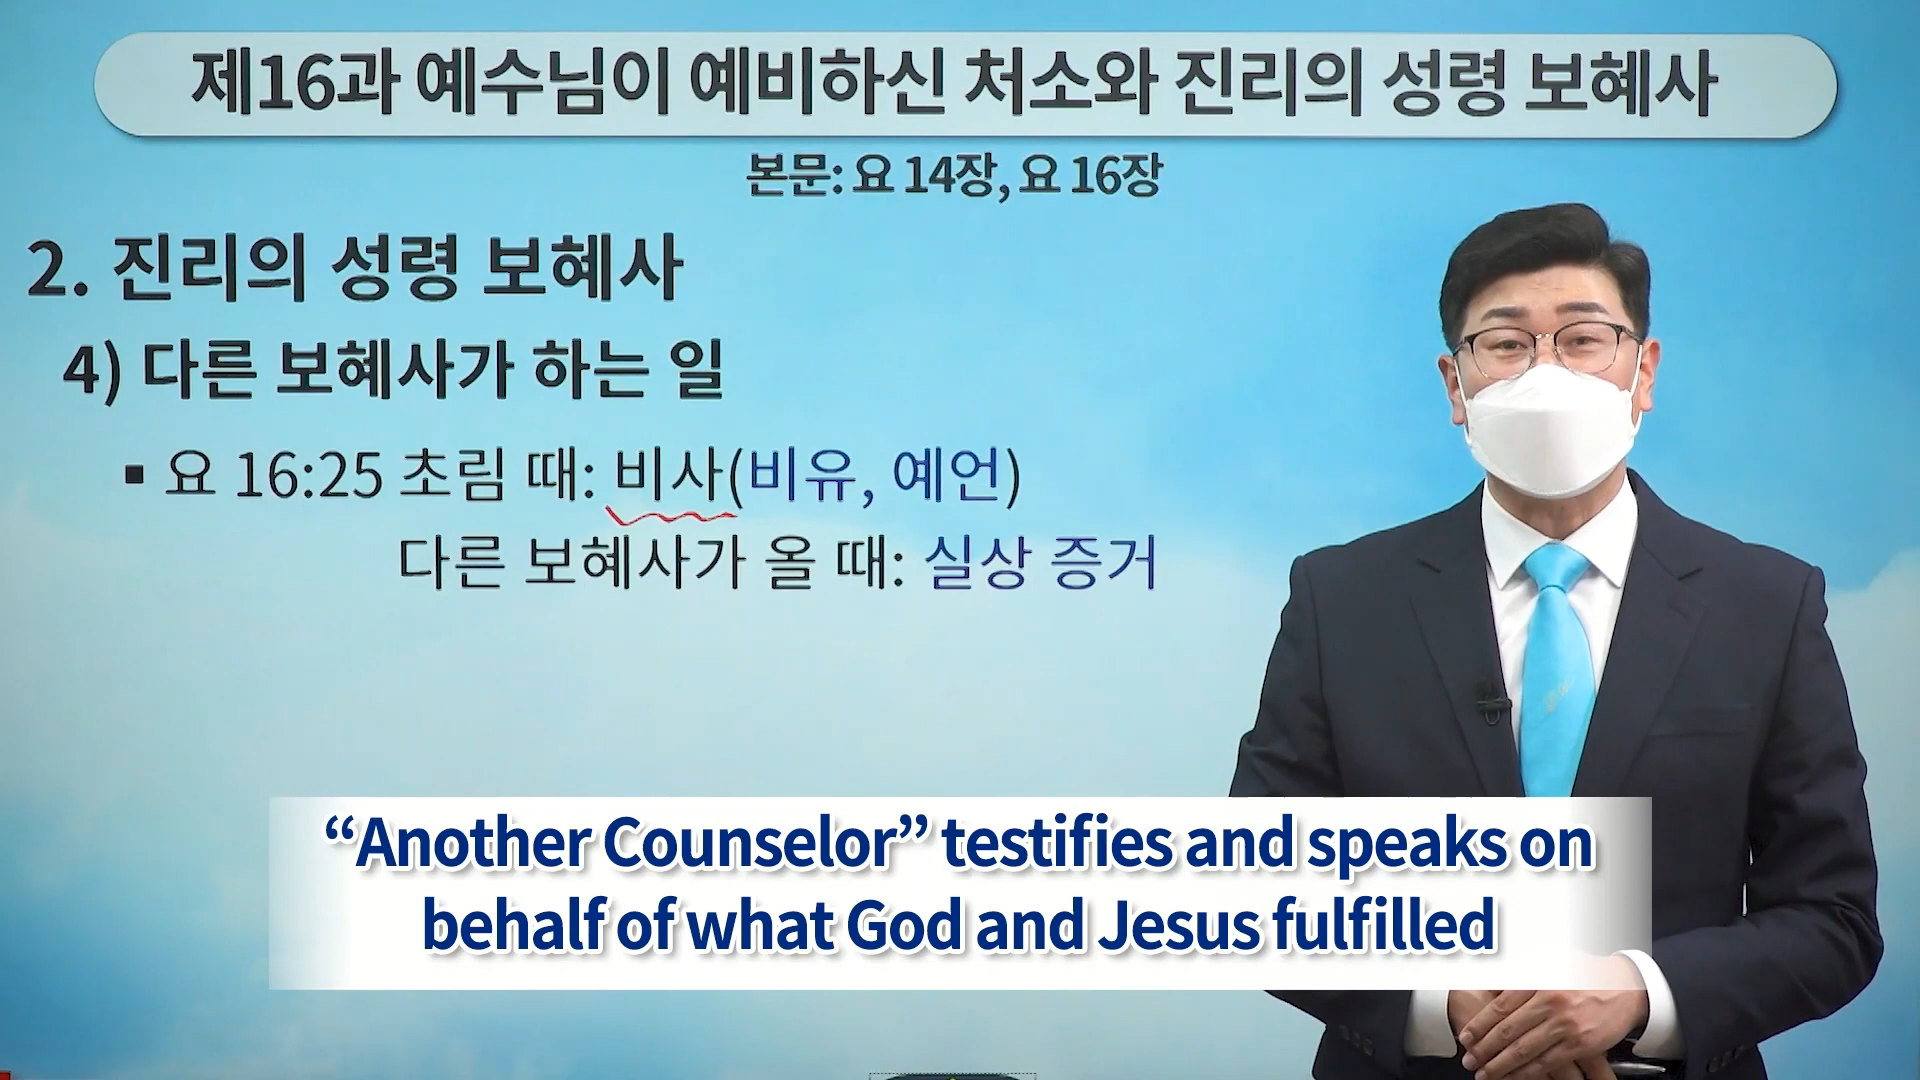 제16과 예수님이 예비하신 처소와 진리의 성령 보혜사
본문: 요 14장, 요 16장
2. 진리의 성령 보혜사
4) 다른 보혜사가 하는 일
▪ 요 16:25 초림 때: 비사(비유, 예언)
다른 보혜사가 올 때: 실상 증거
“Another Counselor” testifies and speaks on
behalf of what God and Jesus fulfilled